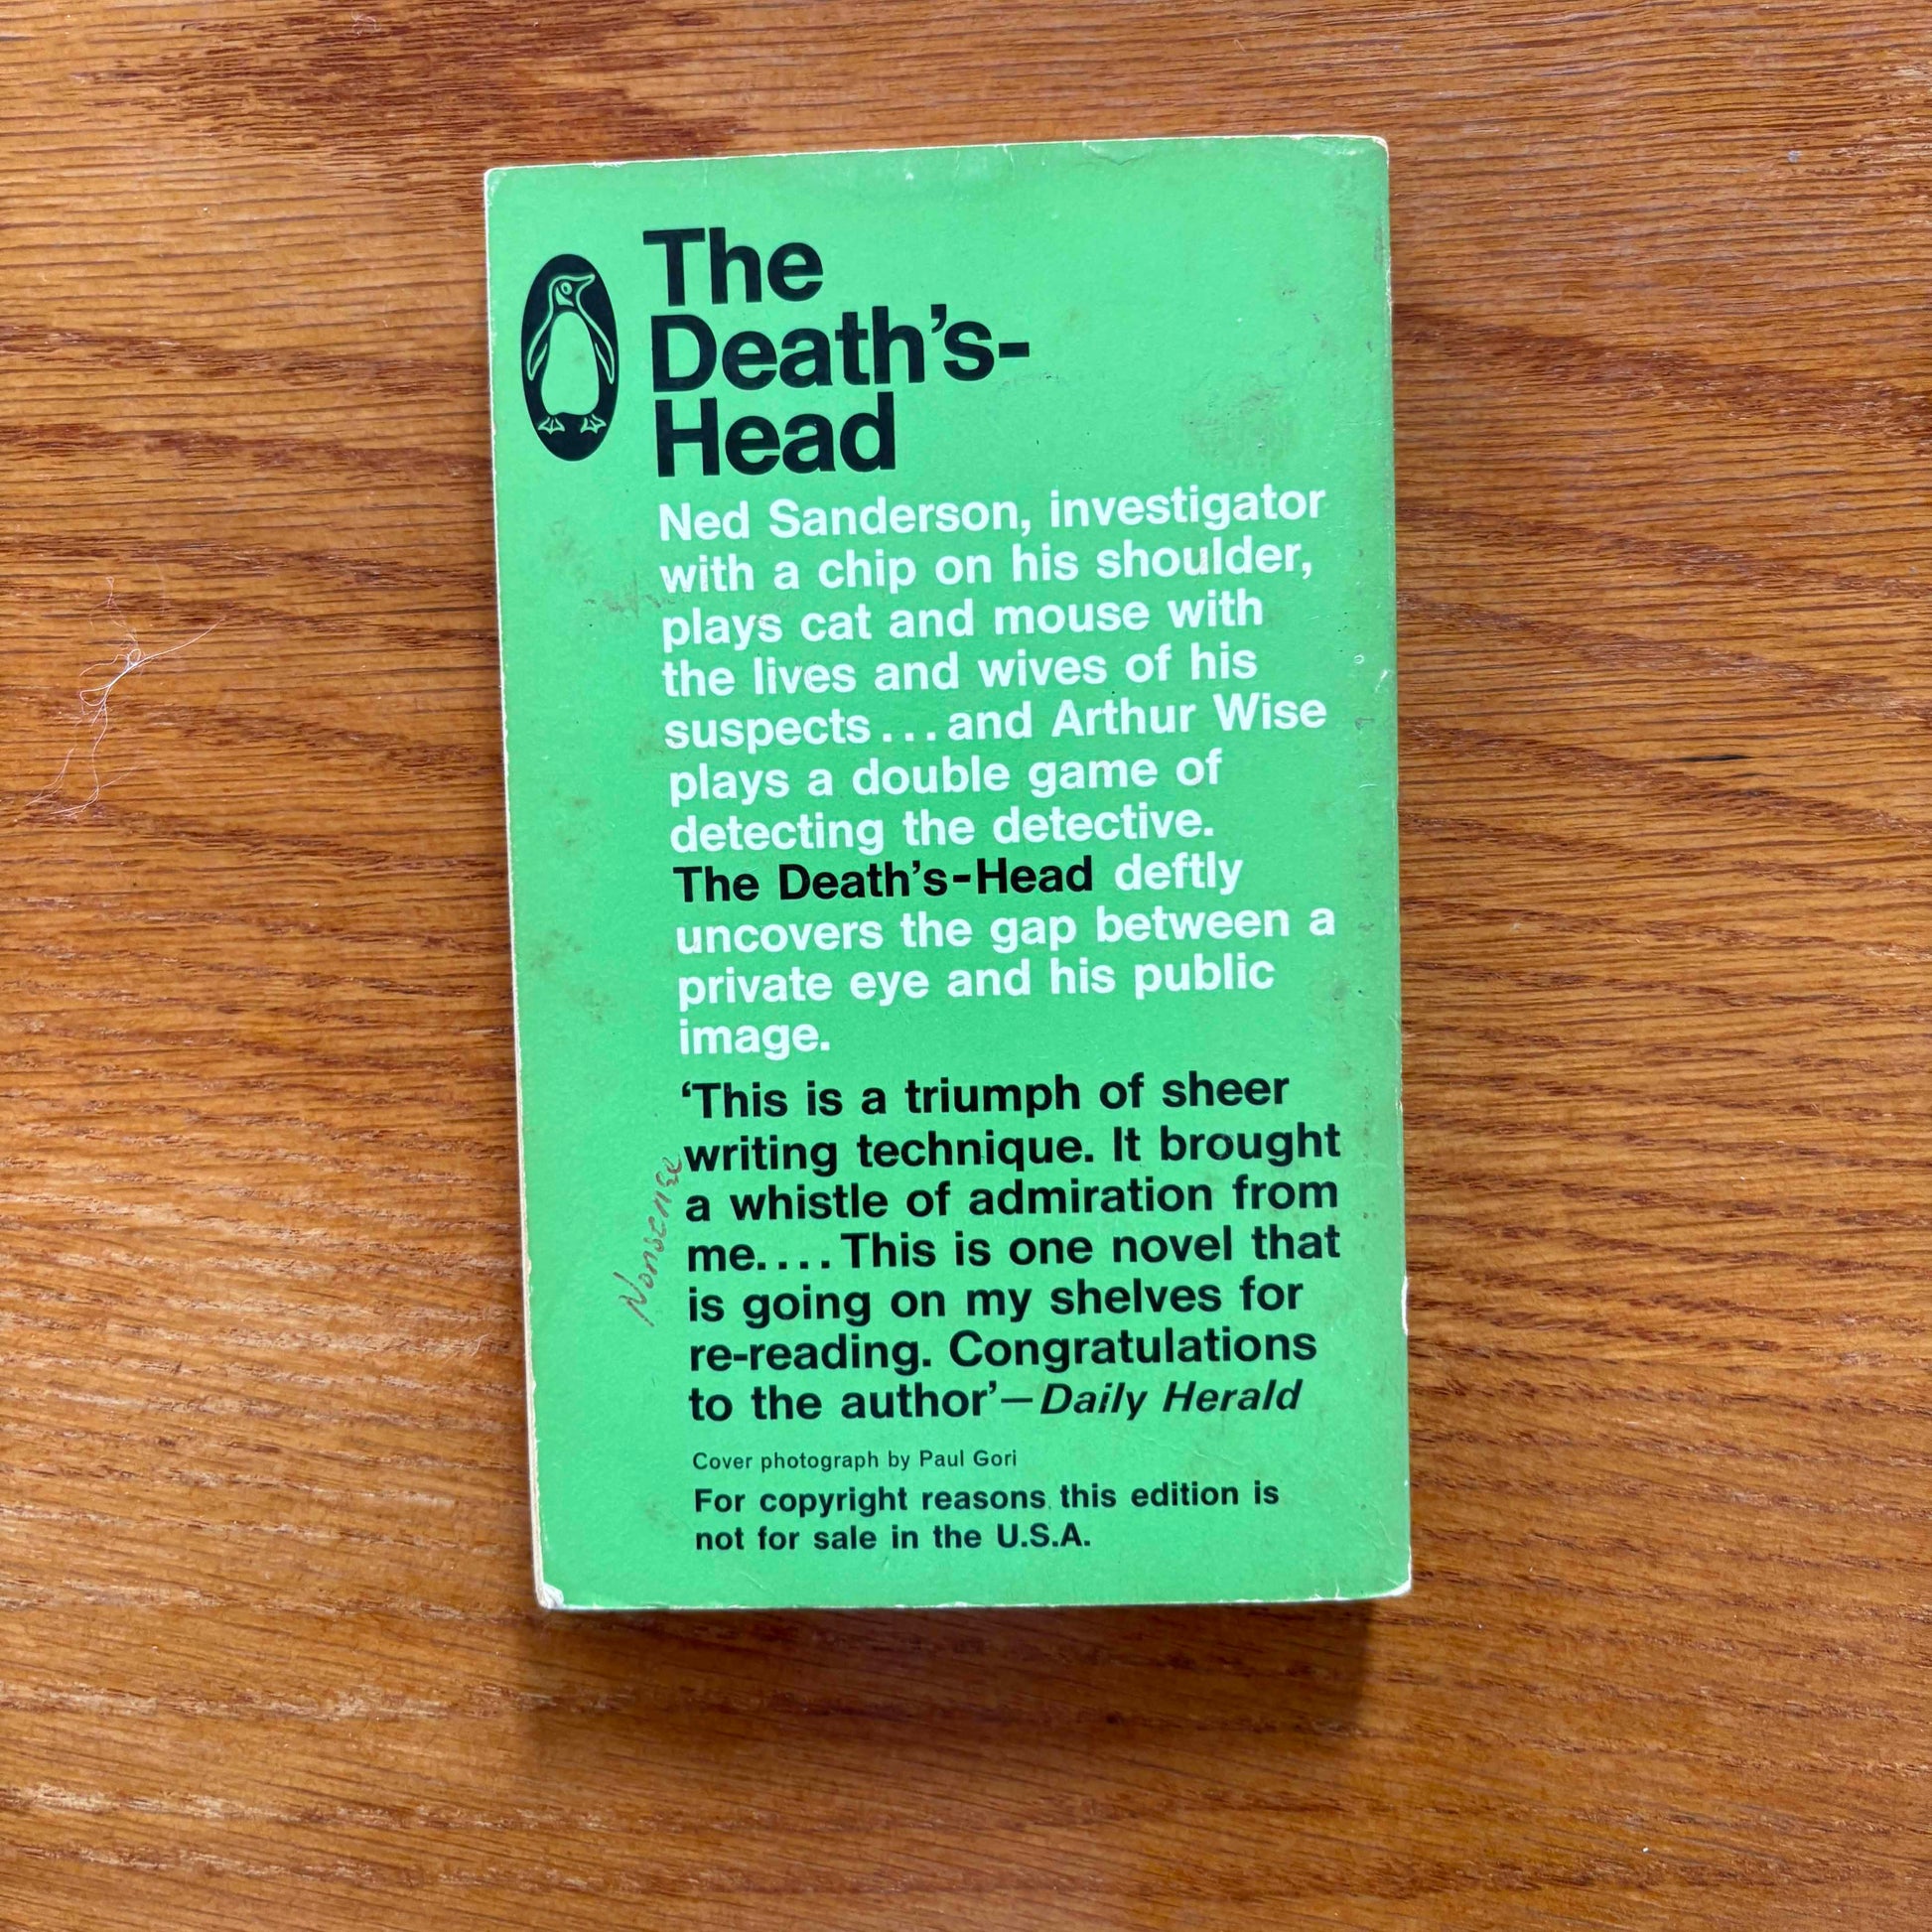 The
Death's-
Head
Ned Sanderson, investigator
with a chip on his shoulder,
plays cat and mouse with
the lives and wives of his
suspects...and Arthur Wise
plays a double game of
detecting the detective.
The Death's-Head deftly
uncovers the gap between a
private eye and his public
image.
'This is a triumph of sheer
writing technique. It brought
a whistle of admiration from
me....This is one novel that
is going on my shelves for
re-reading. Congratulations
to the author'—Daily Herald
Nonsense
Cover photograph by Paul Gori
For copyright reasons this edition is
not for sale in the U.S.A.